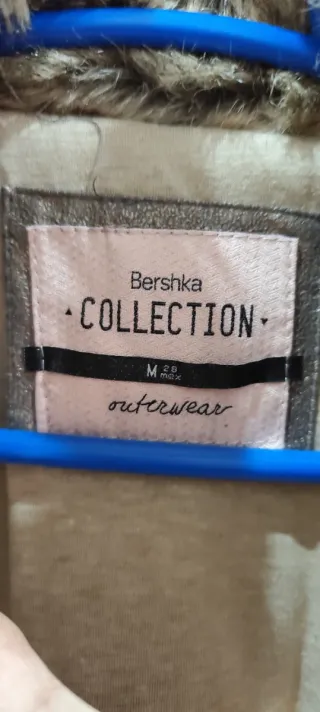 Bershka
COLLECTION
M 28 mex
outerwear